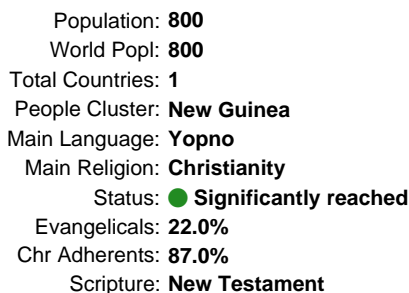 Population: 800
World Popl: 800
Total Countries: 1
People Cluster: New Guinea
Main Language: Yopno
Main Religion: Christianity
Status: Significantly reached
Evangelicals: 22.0%
Chr Adherents: 87.0%
Scripture: New Testament